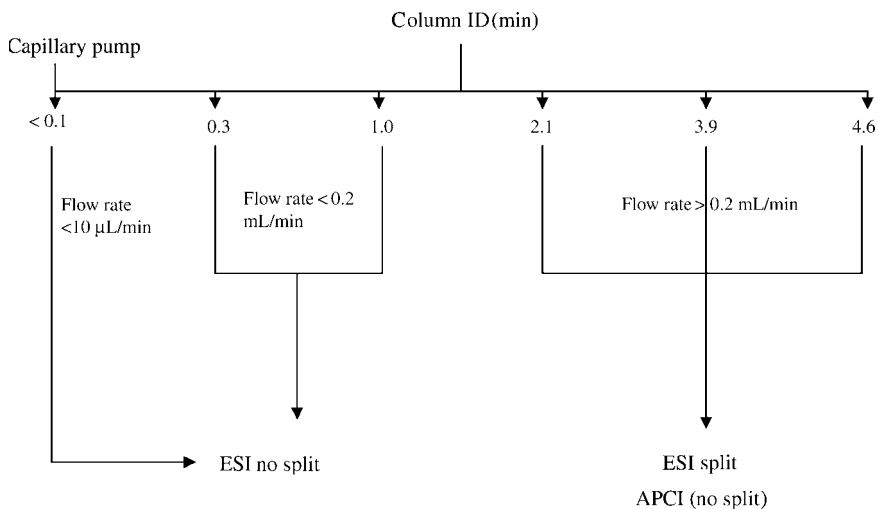 Column ID(min)
Capillary pump
< 0.1
0.3
1.0
2.1
3.9
4.6
Flow rate
<10 µL/min
Flow rate < 0.2
mL/min
Flow rate > 0.2 mL/min
ESI no split
ESI split
APCI (no split)